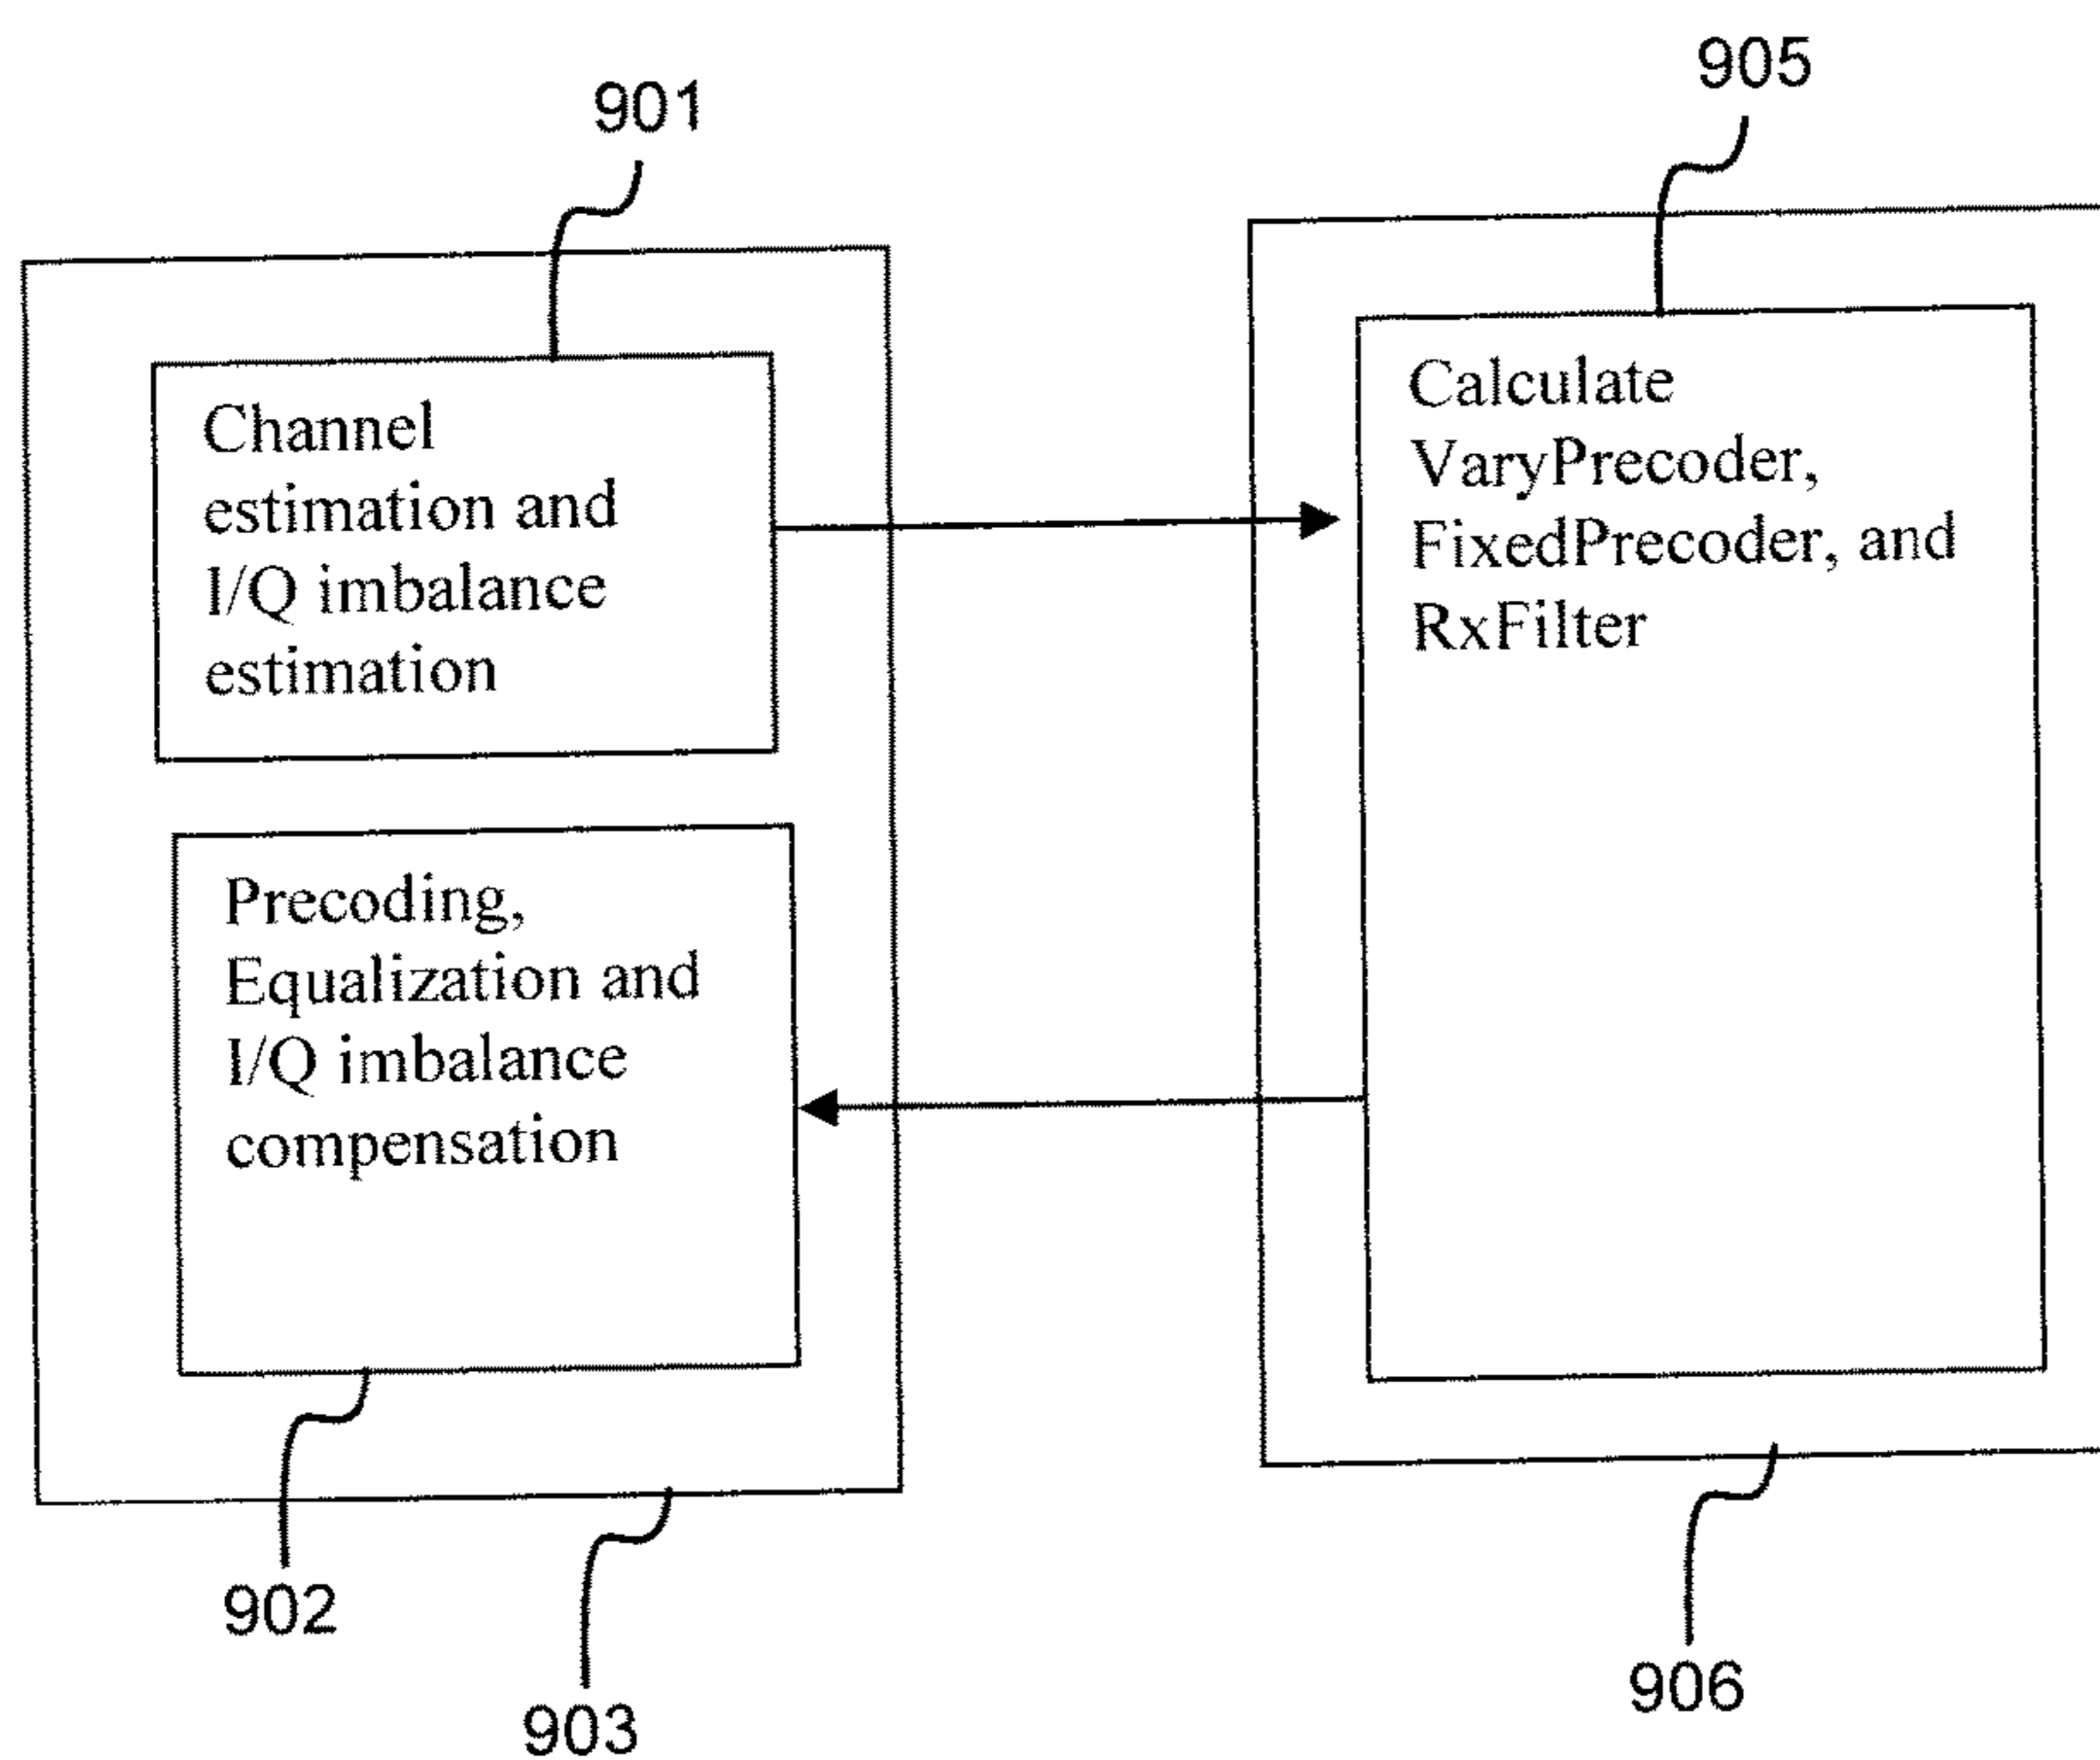 905
901
Channel
estimation and
I/Q imbalance
estimation
Calculate
VaryPrecoder,
FixedPrecoder, and
RxFilter
Precoding,
Equalization and
I/Q imbalance
compensation
902
903
906